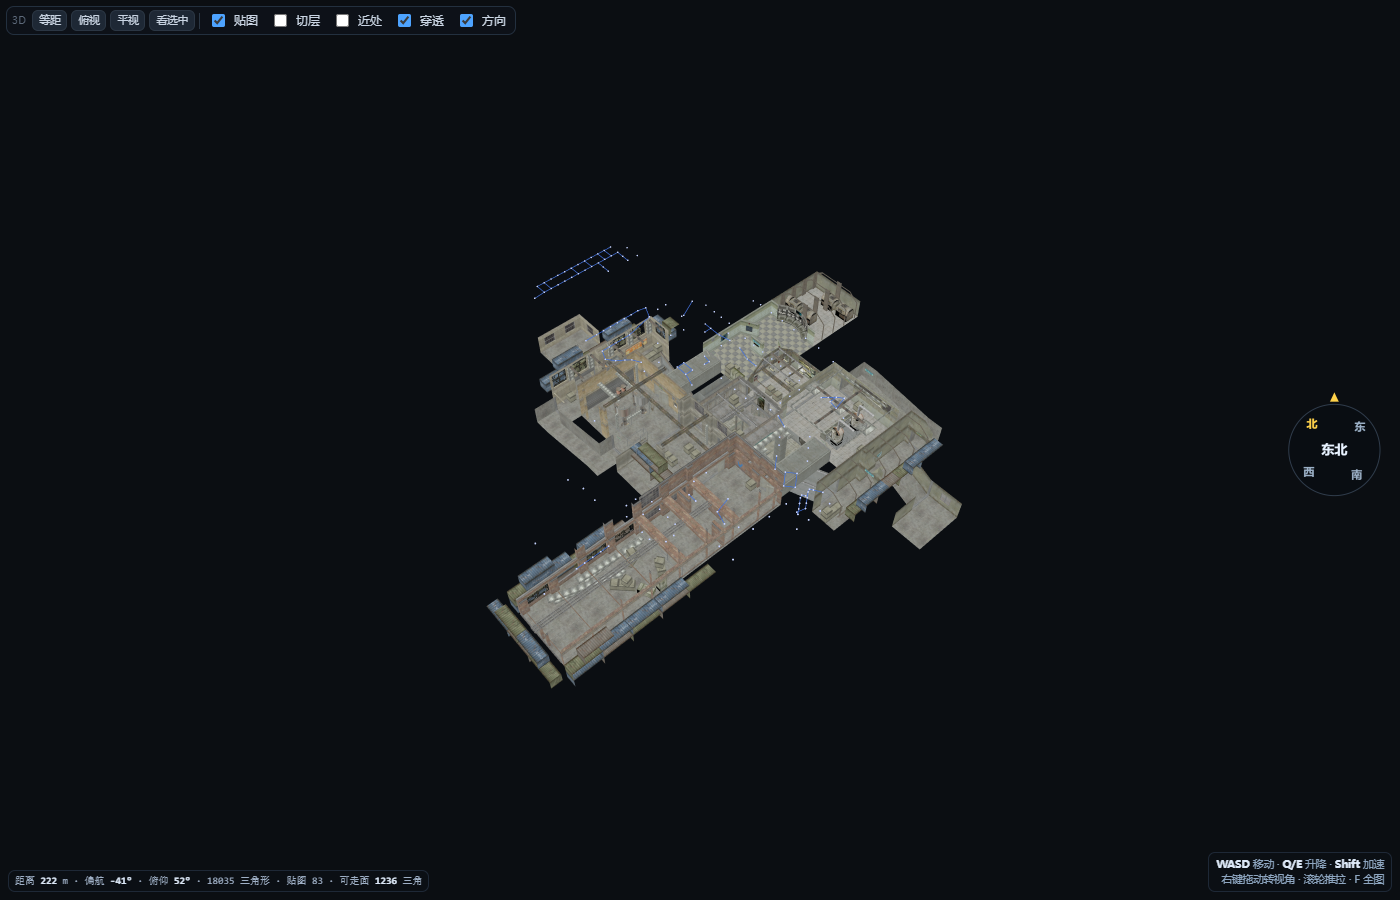 3D 等距 俯视 平视 看选中 贴图 切层 近处 穿透 方向
北 东
东北
西 南
距离 222 m · 偏航 -41° · 俯仰 52° · 18035 三角形 · 贴图 83 · 可走面 1236 三角
WASD 移动 · Q/E 升降 · Shift 加速
右键拖动转视角 · 滚轮推拉 · F 全图